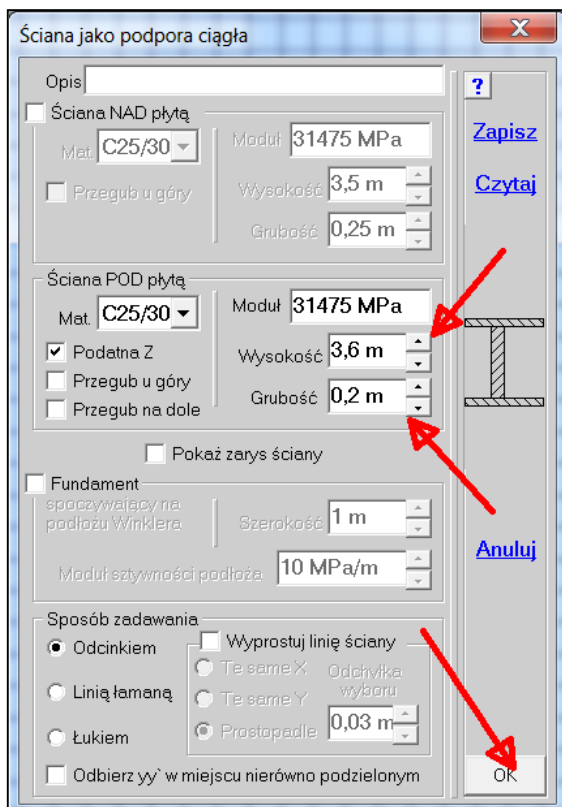 Ściana jako podpora ciągła
X
Opis
?
Ściana NAD płytą
Mat. C25/30
Moduł 31475 MPa
Zapisz
Przegub u góry
Wysokość 3,5 m
Czytaj
Grubość 0,25 m
Ściana POD płytą
Mat. C25/30
Moduł 31475 MPa
Podatna Z
Wysokość 3,6 m
Przegub u góry
Grubość 0,2 m
Przegub na dole
Pokaż zarys ściany
Fundament
spoczywający na
podłożu Winklera
Szerokość 1 m
Moduł sztywności podłoża 10 MPa/m
Anuluj
Sposób zadawania
Odcinkiem
Wyprostuj linię ściany
Te same X
Odchyłka
wyboru
Linią łamaną
Te same Y
0,03 m
Łukiem
Prostopadle
Odbierz yy` w miejscu nierówno podzielonym
OK